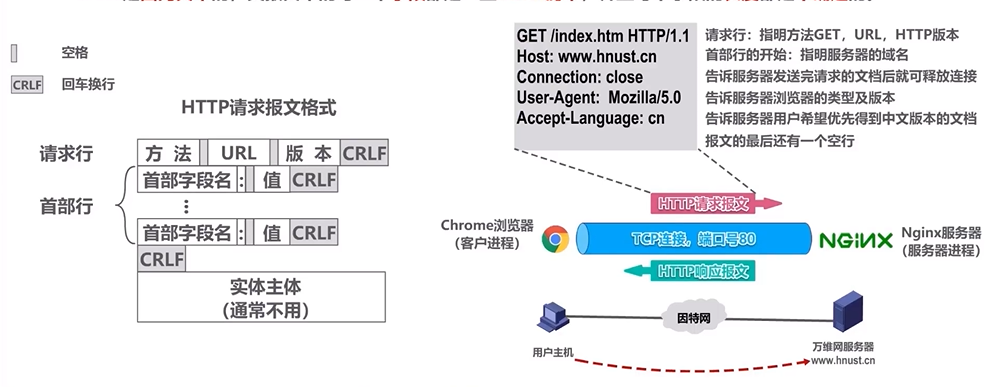 空格
CRLF 回车换行
HTTP请求报文格式
请求行
方 法 URL 版 本 CRLF
首部行
首部字段名 : 值 CRLF
⋮
首部字段名 : 值 CRLF
CRLF
实体主体
(通常不用)
GET /index.htm HTTP/1.1
Host: www.hnust.cn
Connection: close
User-Agent: Mozilla/5.0
Accept-Language: cn
请求行：指明方法GET，URL，HTTP版本
首部行的开始：指明服务器的域名
告诉服务器发送完请求的文档后就可释放连接
告诉服务器浏览器的类型及版本
告诉服务器用户希望优先得到中文版本的文档
报文的最后还有一个空行
HTTP请求报文
Chrome浏览器
（客户进程）
TCP连接，端口号80
NGINX
Nginx服务器
（服务器进程）
HTTP响应报文
因特网
用户主机
万维网服务器
www.hnust.cn